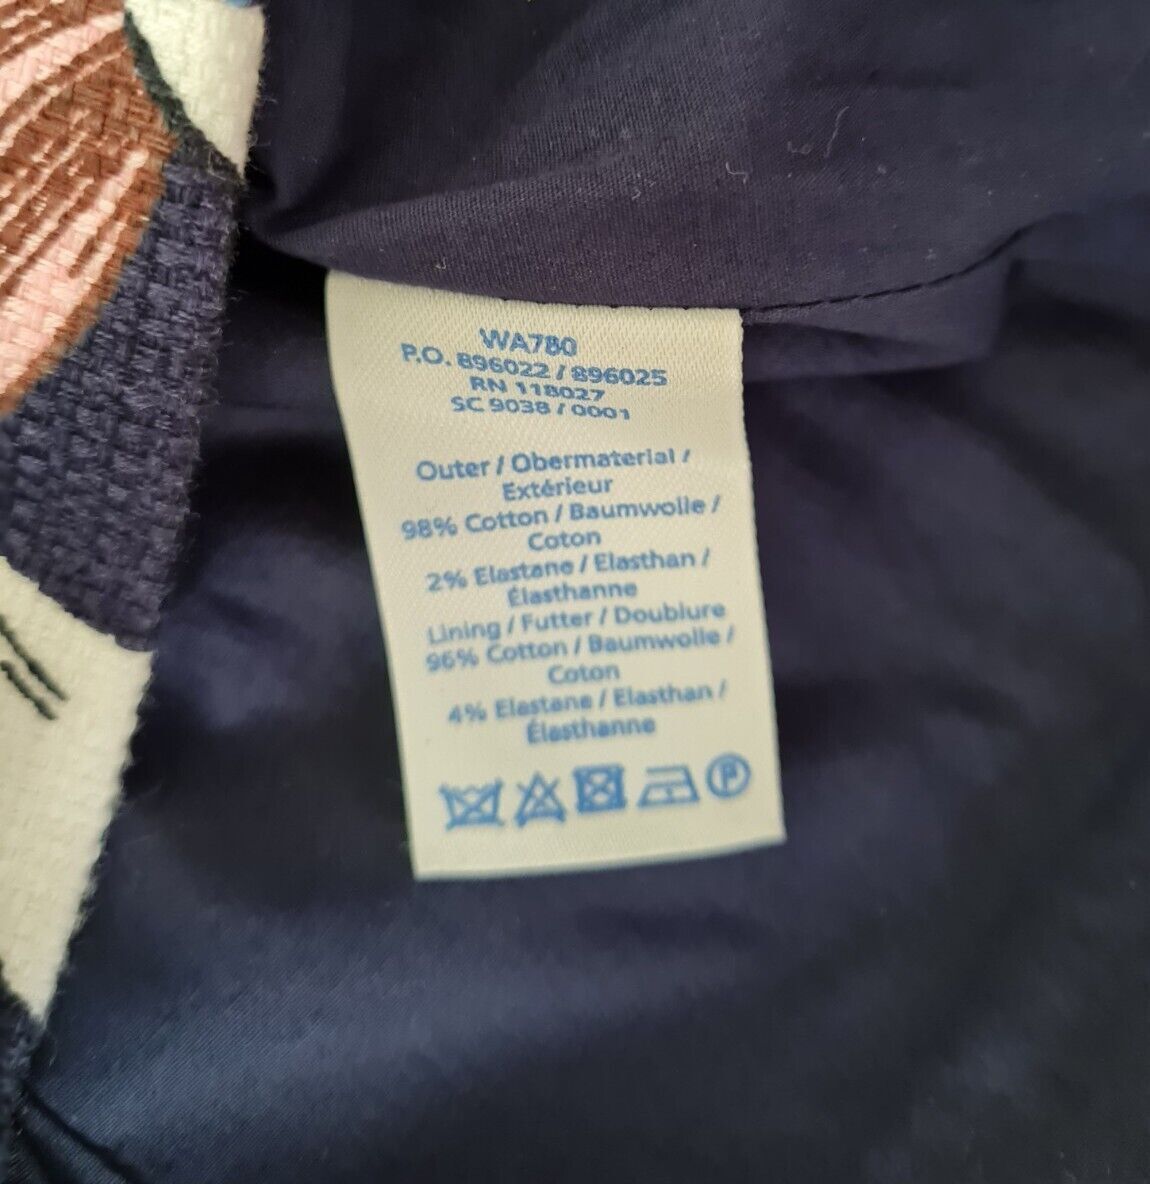 WA780
P.O. 896022 / 896025
RN 118027
SC 9038 / 0001
Outer / Obermaterial /
Extérieur
98% Cotton / Baumwolle /
Coton
2% Elastane / Elasthan /
Élasthanne
Lining / Futter / Doublure
96% Cotton / Baumwolle /
Coton
4% Elastane / Elasthan /
Élasthanne
P